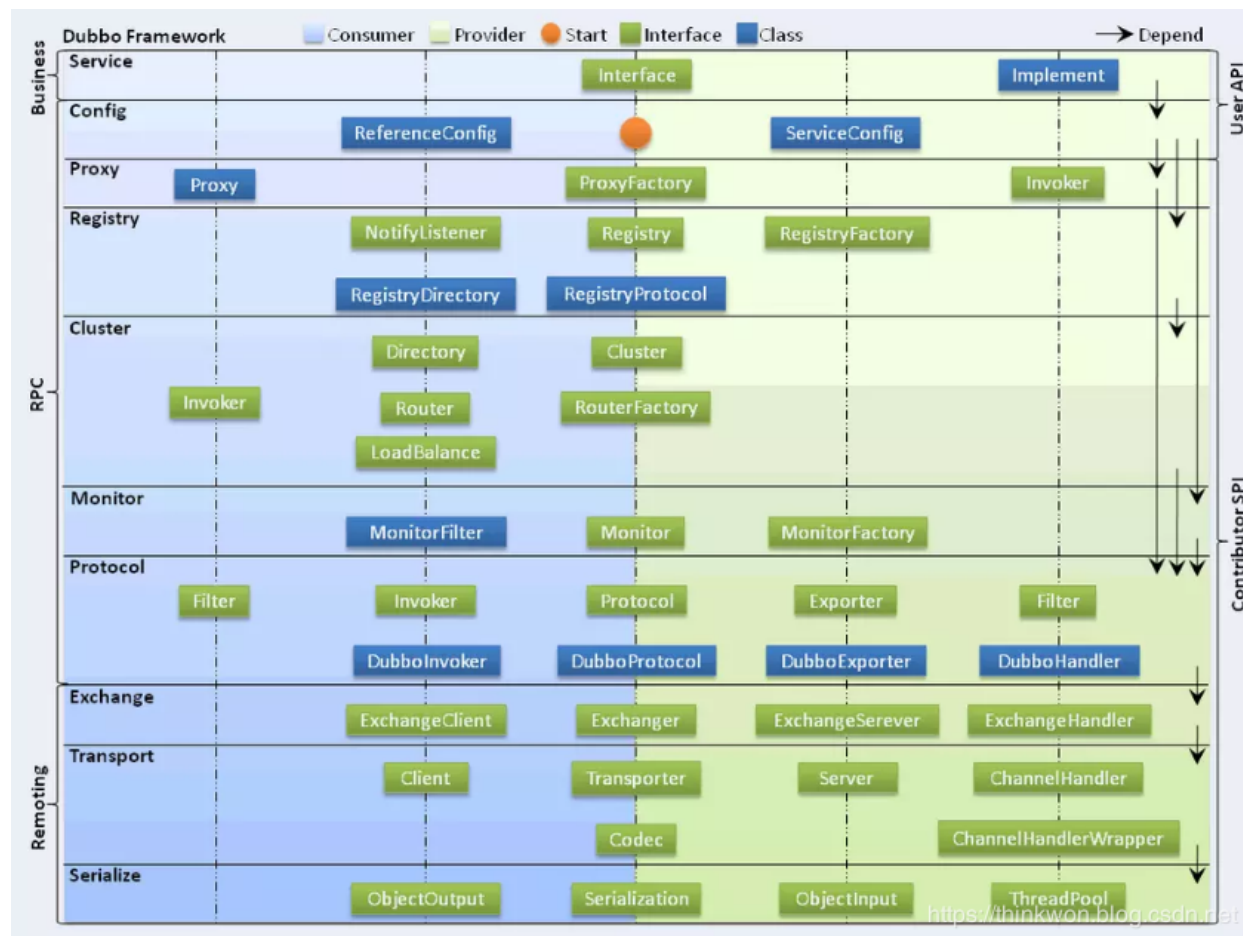 Dubbo Framework Consumer Provider Start Interface Class Depend
Business
User API
Service
Interface Implement
Config
ReferenceConfig ServiceConfig
RPC
Contributor SPI
Proxy
Proxy ProxyFactory Invoker
Registry
NotifyListener Registry RegistryFactory
RegistryDirectory RegistryProtocol
Cluster
Directory Cluster
Invoker Router RouterFactory
LoadBalance
Monitor
MonitorFilter Monitor MonitorFactory
Protocol
Filter Invoker Protocol Exporter Filter
DubboInvoker DubboProtocol DubboExporter DubboHandler
Remoting
Exchange
ExchangeClient Exchanger ExchangeSerever ExchangeHandler
Transport
Client Transporter Server ChannelHandler
Codec ChannelHandlerWrapper
Serialize
ObjectOutput Serialization ObjectInput ThreadPool
https://thinkwon.blog.csdn.net